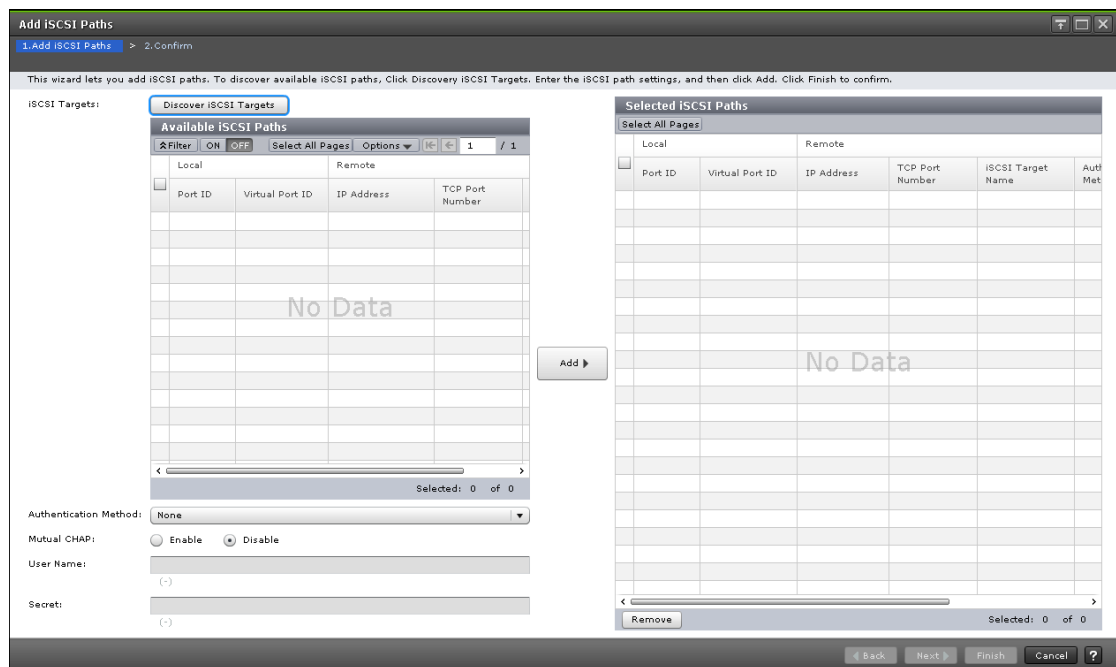 Add iSCSI Paths
1.Add iSCSI Paths > 2.Confirm
This wizard lets you add iSCSI paths. To discover available iSCSI paths, Click Discovery iSCSI Targets. Enter the iSCSI path settings, and then click Add. Click Finish to confirm.
iSCSI Targets:
Discover iSCSI Targets
Available iSCSI Paths
Filter ON OFF Select All Pages Options 1 / 1
Local Remote
Port ID Virtual Port ID IP Address TCP Port Number
No Data
Selected: 0 of 0
Authentication Method: None
Mutual CHAP: Enable Disable
User Name:
(-)
Secret:
(-)
Add
Selected iSCSI Paths
Select All Pages
Local Remote
Port ID Virtual Port ID IP Address TCP Port Number iSCSI Target Name Auth Met
No Data
Remove Selected: 0 of 0
Back Next Finish Cancel ?